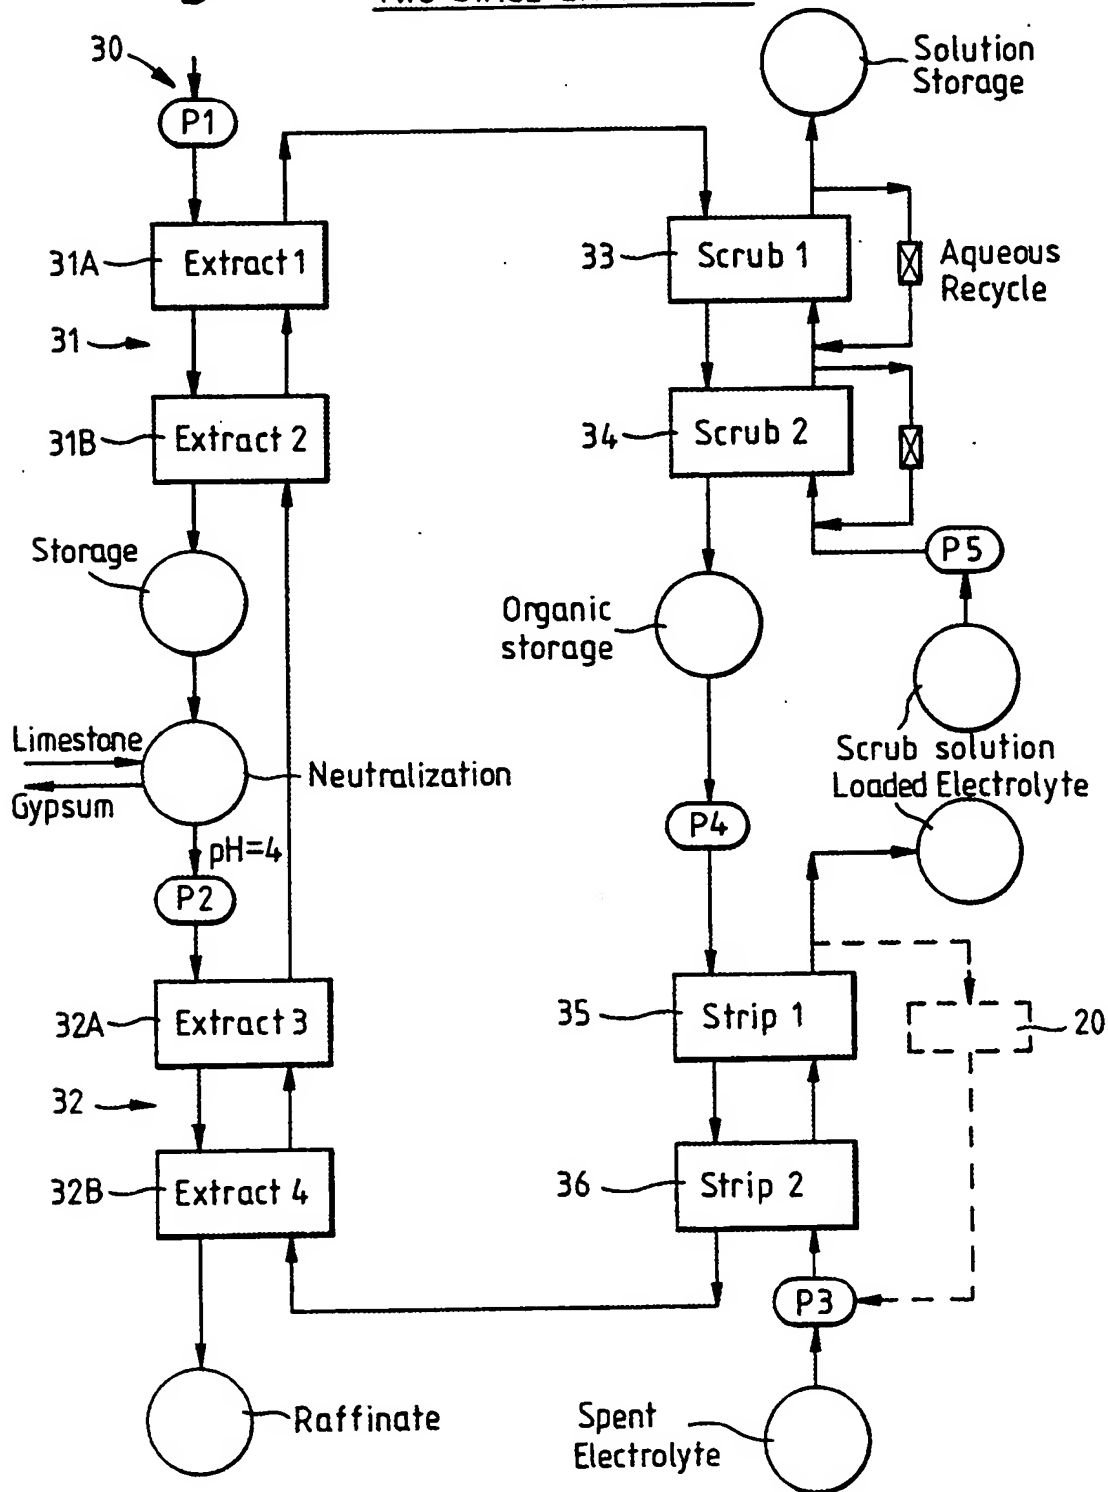 30
P1
Solution
Storage
31A
Extract 1
33
Scrub 1
Aqueous
Recycle
31
31B
Extract 2
34
Scrub 2
Storage
P5
Organic
storage
Limestone
Gypsum
Neutralization
Scrub solution
Loaded Electrolyte
pH=4
P4
P2
32A
Extract 3
35
Strip 1
20
32
32B
Extract 4
36
Strip 2
P3
Raffinate
Spent
Electrolyte